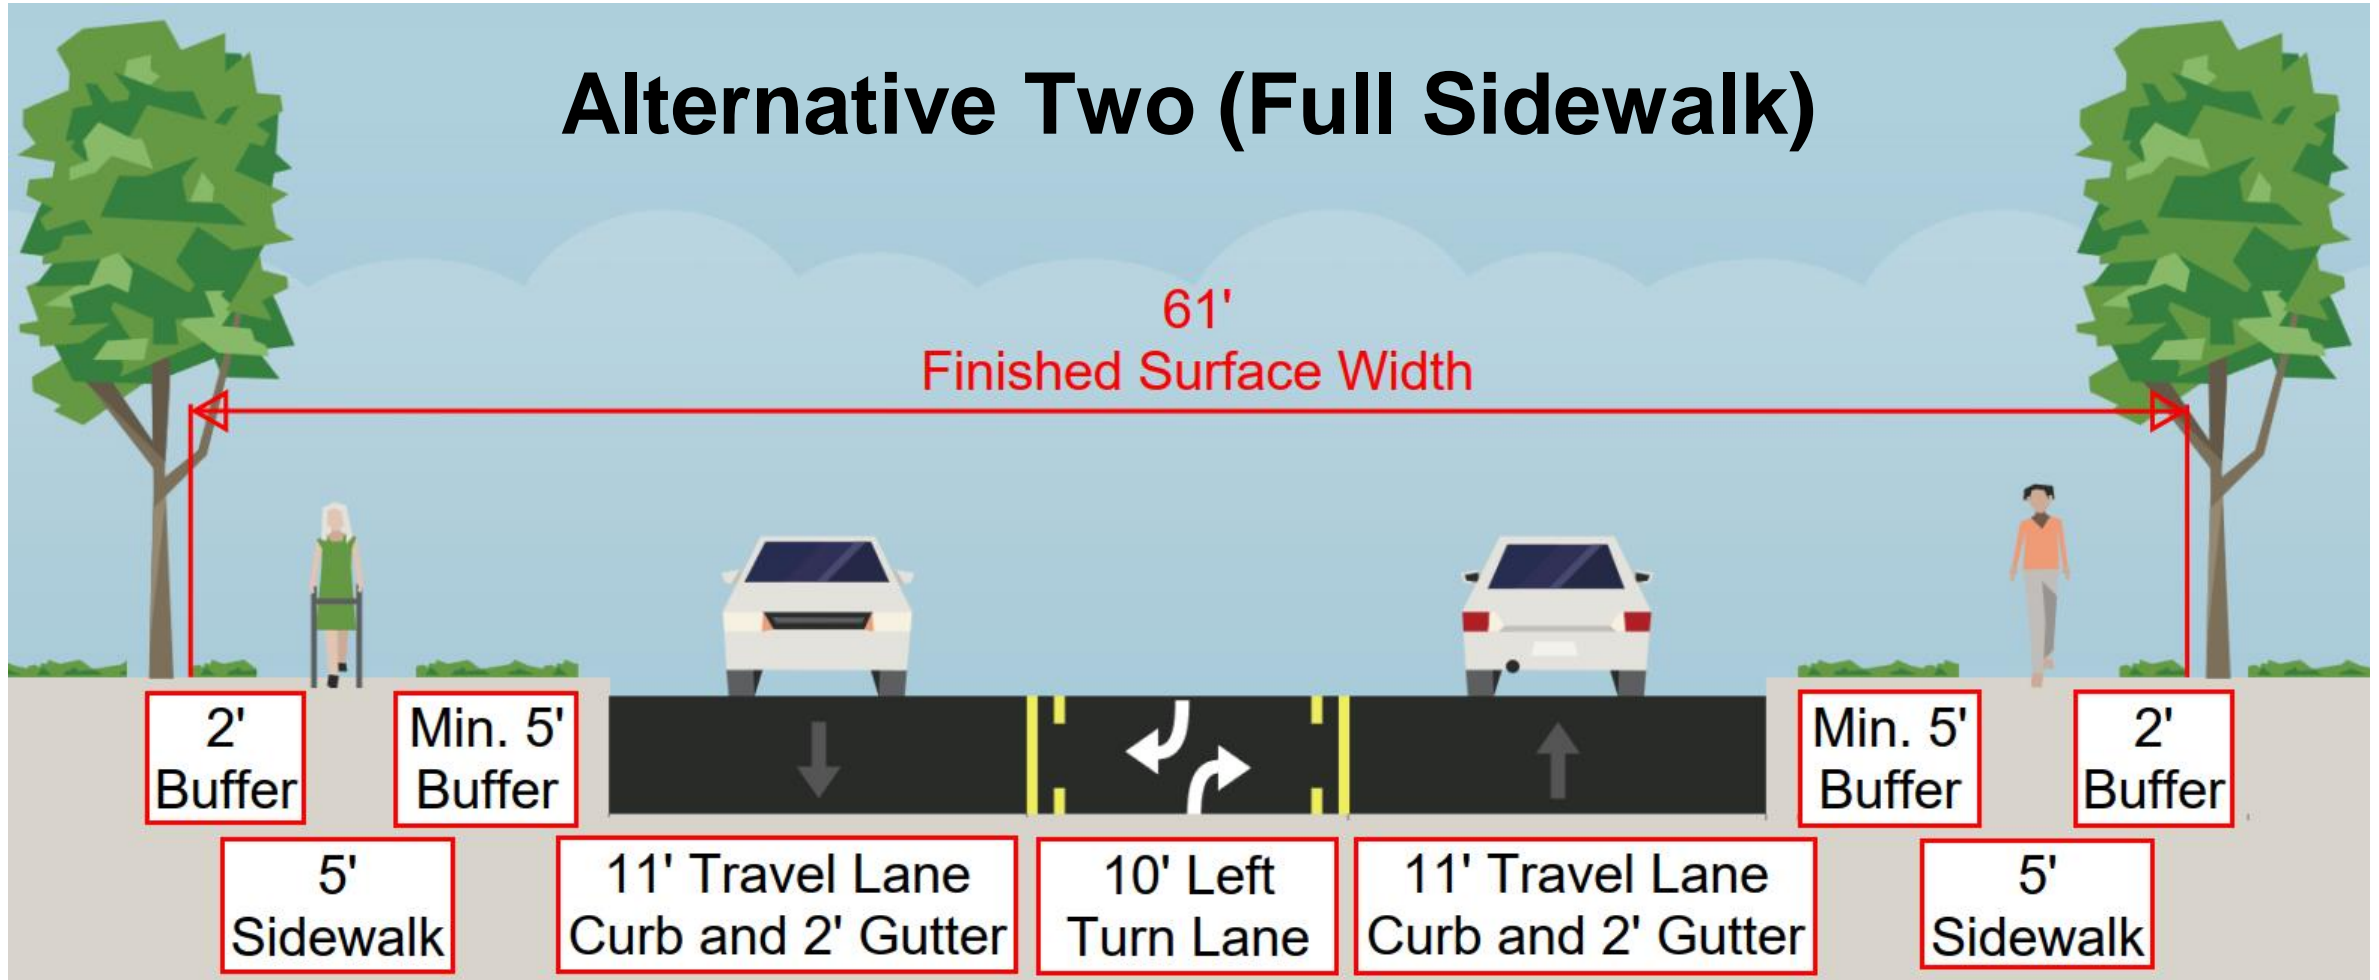 Alternative Two (Full Sidewalk)
61'
Finished Surface Width
2'
Buffer
Min. 5'
Buffer
Min. 5'
Buffer
2'
Buffer
5'
Sidewalk
11' Travel Lane
Curb and 2' Gutter
10' Left
Turn Lane
11' Travel Lane
Curb and 2' Gutter
5'
Sidewalk